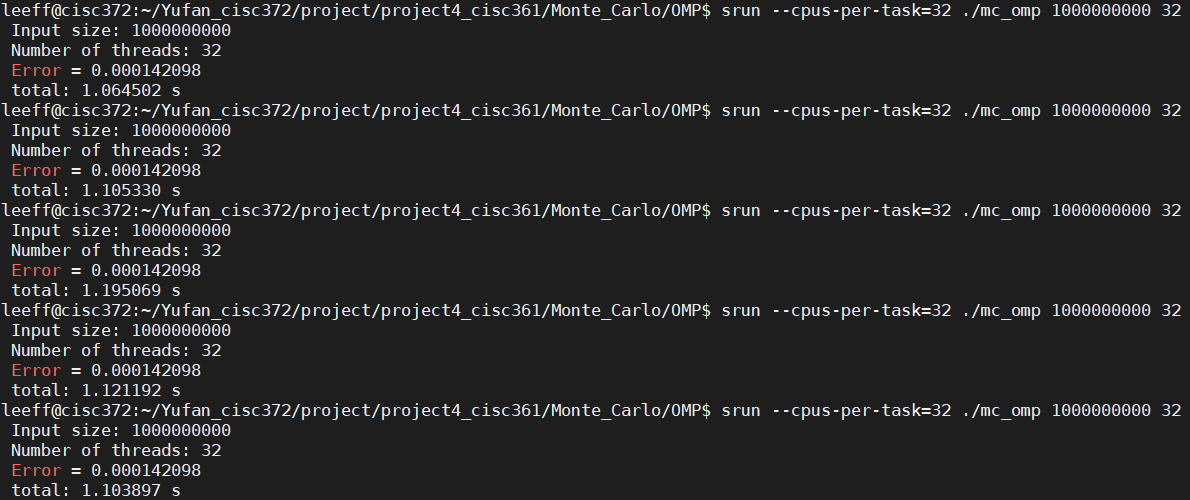 leeff@cisc372:~/Yufan_cisc372/project/project4_cisc361/Monte_Carlo/OMP$ srun --cpus-per-task=32 ./mc_omp 1000000000 32
Input size: 1000000000
Number of threads: 32
Error = 0.000142098
total: 1.064502 s
leeff@cisc372:~/Yufan_cisc372/project/project4_cisc361/Monte_Carlo/OMP$ srun --cpus-per-task=32 ./mc_omp 1000000000 32
Input size: 1000000000
Number of threads: 32
Error = 0.000142098
total: 1.105330 s
leeff@cisc372:~/Yufan_cisc372/project/project4_cisc361/Monte_Carlo/OMP$ srun --cpus-per-task=32 ./mc_omp 1000000000 32
Input size: 1000000000
Number of threads: 32
Error = 0.000142098
total: 1.195069 s
leeff@cisc372:~/Yufan_cisc372/project/project4_cisc361/Monte_Carlo/OMP$ srun --cpus-per-task=32 ./mc_omp 1000000000 32
Input size: 1000000000
Number of threads: 32
Error = 0.000142098
total: 1.121192 s
leeff@cisc372:~/Yufan_cisc372/project/project4_cisc361/Monte_Carlo/OMP$ srun --cpus-per-task=32 ./mc_omp 1000000000 32
Input size: 1000000000
Number of threads: 32
Error = 0.000142098
total: 1.103897 s